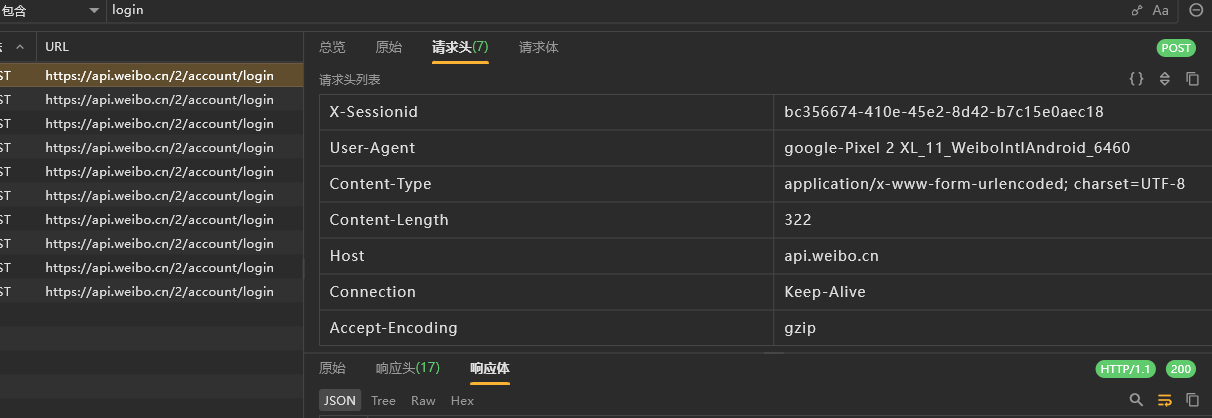 包含 login Aa
URL 总览 原始 请求头(7) 请求体 POST
ST https://api.weibo.cn/2/account/login
请求头列表 { }
ST https://api.weibo.cn/2/account/login
X-Sessionid bc356674-410e-45e2-8d42-b7c15e0aec18
ST https://api.weibo.cn/2/account/login
User-Agent google-Pixel 2 XL_11_WeiboIntlAndroid_6460
ST https://api.weibo.cn/2/account/login
Content-Type application/x-www-form-urlencoded; charset=UTF-8
ST https://api.weibo.cn/2/account/login
ST https://api.weibo.cn/2/account/login
Content-Length 322
ST https://api.weibo.cn/2/account/login
Host api.weibo.cn
ST https://api.weibo.cn/2/account/login
ST https://api.weibo.cn/2/account/login
Connection Keep-Alive
ST https://api.weibo.cn/2/account/login
Accept-Encoding gzip
原始 响应头(17) 响应体 HTTP/1.1 200
JSON Tree Raw Hex